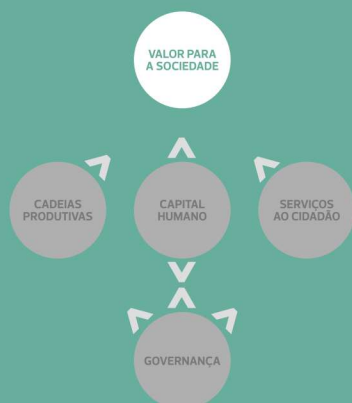 VALOR PARA
A SOCIEDADE
CADEIAS
PRODUTIVAS
CAPITAL
HUMANO
SERVIÇOS
AO CIDADÃO
GOVERNANÇA